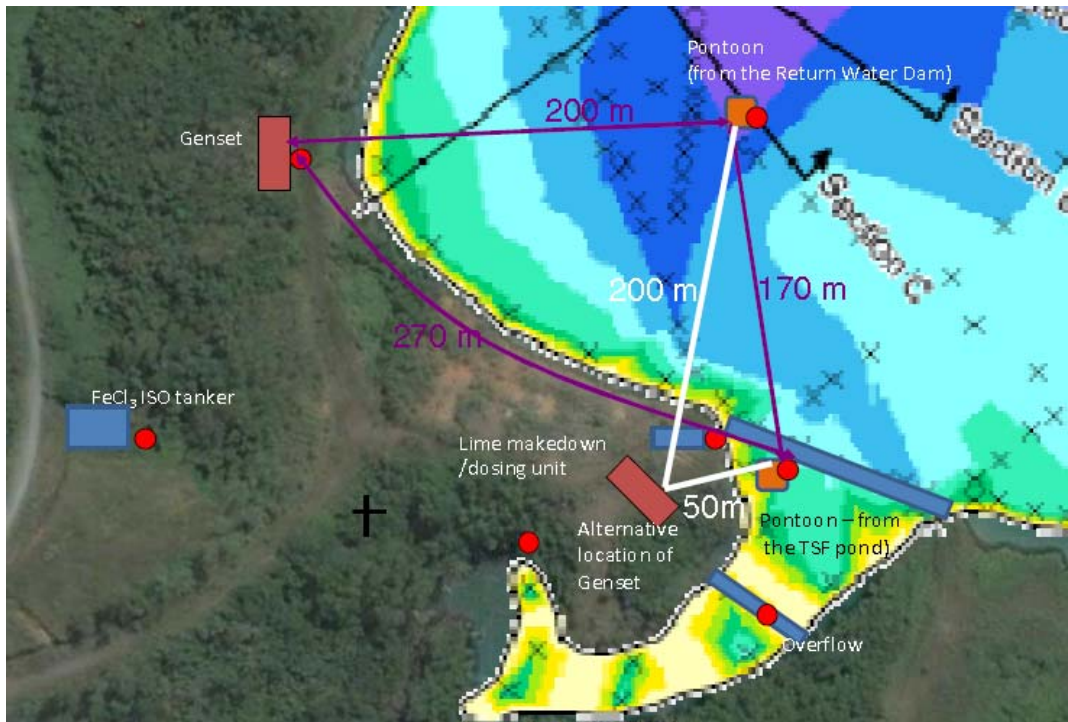 Pontoon
(from the Return Water Dam)
200 m
Genset
Section C
200 m
170 m
270 m
FeCl₃ ISO tanker
Lime makedown
/dosing unit
50m
Alternative
location of
Genset
Pontoon – from
the TSF pond)
Overflow